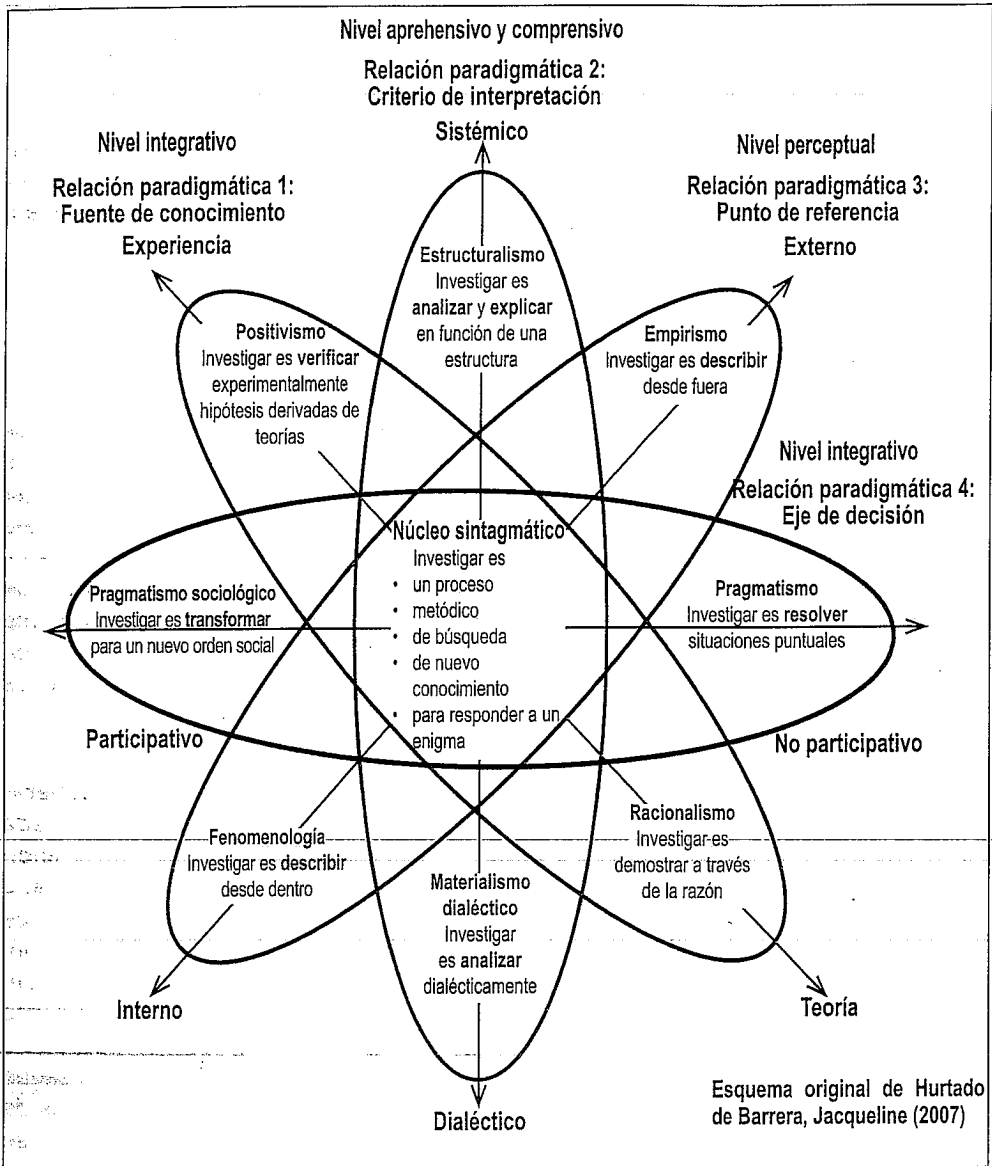 Nivel aprehensivo y comprensivo
Relación paradigmática 2:
Criterio de interpretación
Sistémico
Nivel integrativo
Relación paradigmática 1:
Fuente de conocimiento
Experiencia
Nivel perceptual
Relación paradigmática 3:
Punto de referencia
Externo
Estructuralismo
Investigar es
analizar y explicar
en función de una
estructura
Positivismo
Investigar es verificar
experimentalmente
hipótesis derivadas de
teorías
Empirismo
Investigar es describir
desde fuera
Nivel integrativo
Relación paradigmática 4:
Eje de decisión
Núcleo sintagmático
Investigar es
• un proceso
• metódico
• de búsqueda
• de nuevo
conocimiento
• para responder a un
enigma
Pragmatismo sociológico
Investigar es transformar
para un nuevo orden social
Pragmatismo
Investigar es resolver
situaciones puntuales
Participativo
No participativo
Fenomenología
Investigar es describir
desde dentro
Materialismo
dialéctico
Investigar
es analizar
dialécticamente
Racionalismo
Investigar es
demostrar a través
de la razón
Interno
Teoría
Dialéctico
Esquema original de Hurtado
de Barrera, Jacqueline (2007)